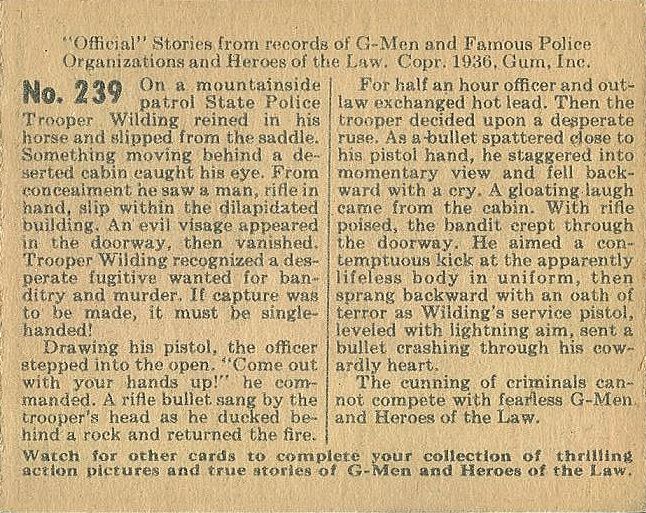 "Official" Stories from records of G-Men and Famous Police
Organizations and Heroes of the Law. Copr. 1936, Gum, Inc.
No. 239 On a mountainside
patrol State Police
Trooper Wilding reined in his
horse and slipped from the saddle.
Something moving behind a de-
serted cabin caught his eye. From
concealment he saw a man, rifle in
hand, slip within the dilapidated
building. An evil visage appeared
in the doorway, then vanished.
Trooper Wilding recognized a des-
perate fugitive wanted for ban-
ditry and murder. If capture was
to be made, it must be single-
handed!
Drawing his pistol, the officer
stepped into the open. "Come out
with your hands up!" he com-
manded. A rifle bullet sang by the
trooper's head as he ducked be-
hind a rock and returned the fire.
For half an hour officer and out-
law exchanged hot lead. Then the
trooper decided upon a desperate
ruse. As a bullet spattered close to
his pistol hand, he staggered into
momentary view and fell back-
ward with a cry. A gloating laugh
came from the cabin. With rifle
poised, the bandit crept through
the doorway. He aimed a con-
temptuous kick at the apparently
lifeless body in uniform, then
sprang backward with an oath of
terror as Wilding's service pistol,
leveled with lightning aim, sent a
bullet crashing through his cow-
ardly heart.
The cunning of criminals can-
not compete with fearless G-Men
and Heroes of the Law.
Watch for other cards to complete your collection of thrilling
action pictures and true stories of G-Men and Heroes of the Law.